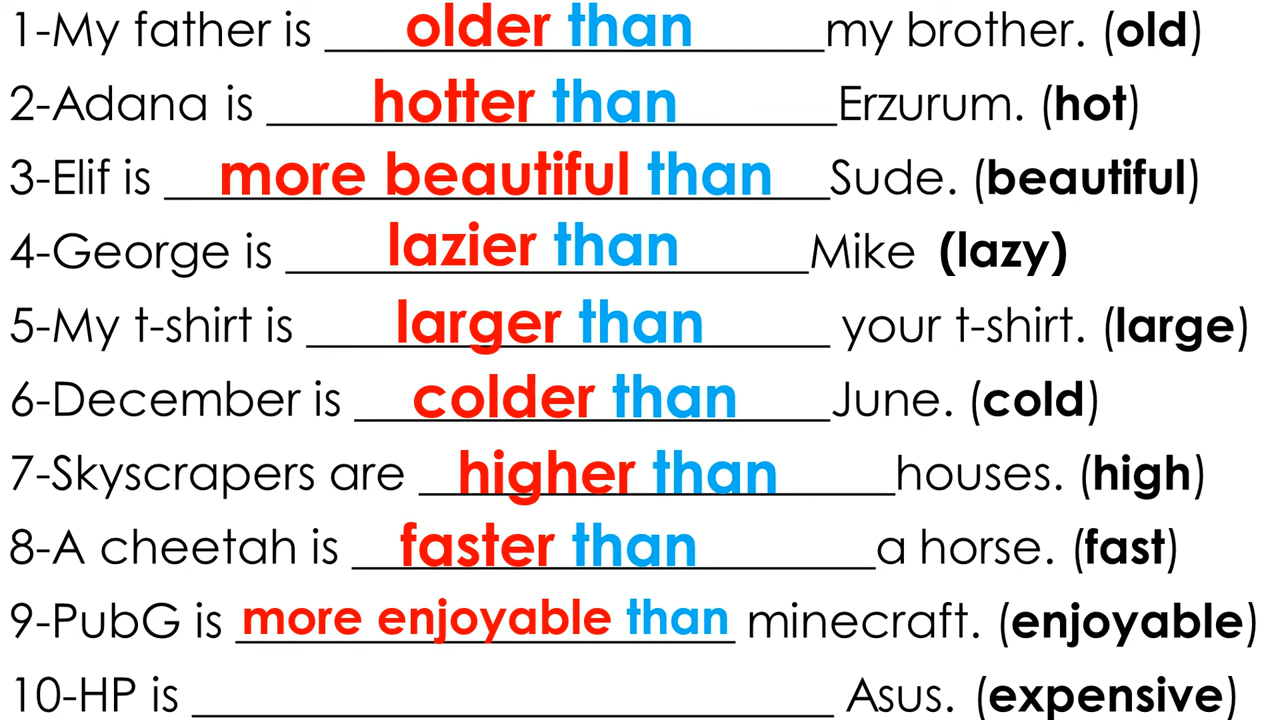 1-My father is ____________________ older than my brother. (old)
2-Adana is hotter than Erzurum. (hot)
3-Elif is more beautiful than Sude. (beautiful)
4-George is lazier than Mike (lazy)
5-My t-shirt is larger than your t-shirt. (large)
6-December is colder than June. (cold)
7-Skyscrapers are higher than houses. (high)
8-A cheetah is faster than a horse. (fast)
9-PubG is more enjoyable than minecraft. (enjoyable)
10-HP is ____________________ Asus. (expensive)